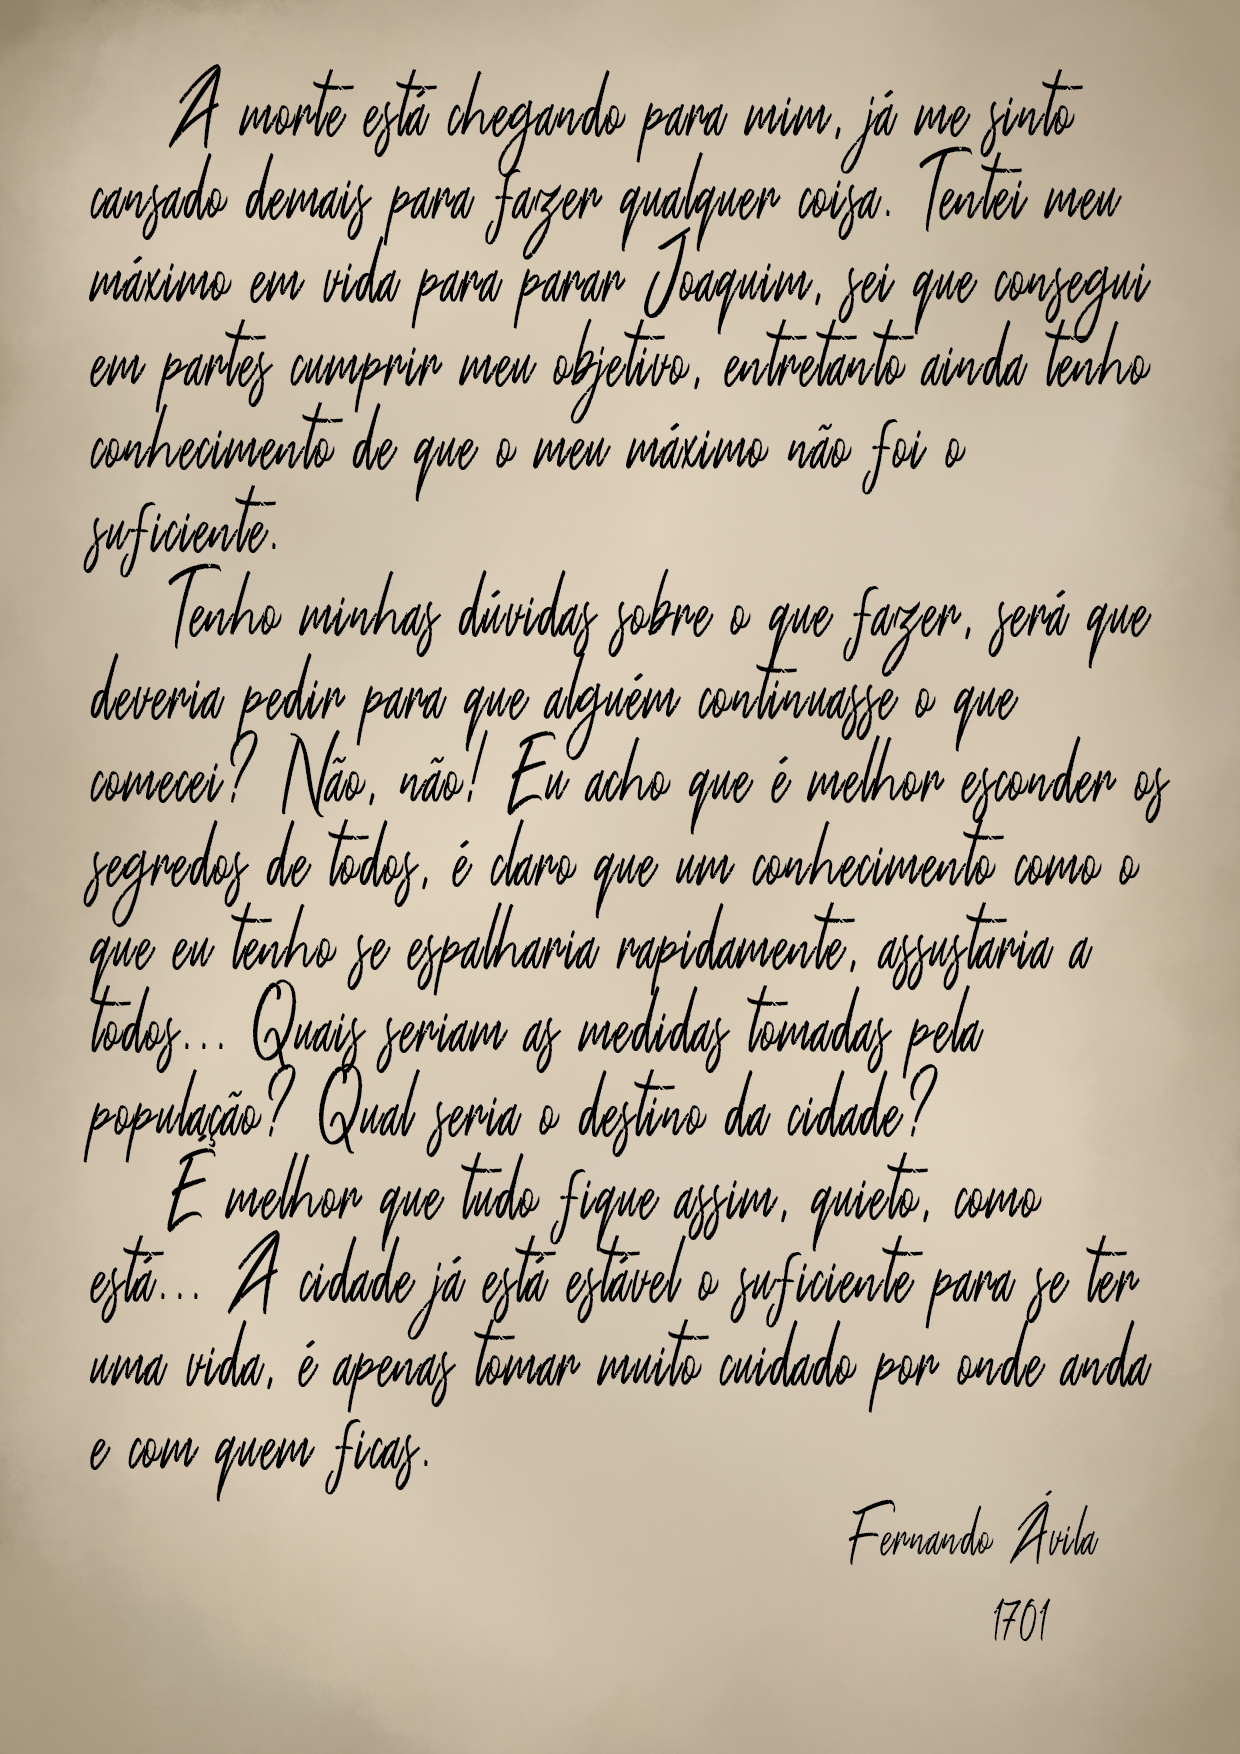 A morte está chegando para mim, já me sinto
cansado demais para fazer qualquer coisa. Tentei meu
máximo em vida para parar Joaquim, sei que consegui
em partes cumprir meu objetivo, entretanto ainda tenho
conhecimento de que o meu máximo não foi o
suficiente.
Tenho minhas dúvidas sobre o que fazer, será que
deveria pedir para que alguém continuasse o que
comecei? Não, não! Eu acho que é melhor esconder os
segredos de todos, é claro que um conhecimento como o
que eu tenho se espalharia rapidamente, assustaria a
todos... Quais seriam as medidas tomadas pela
população? Qual seria o destino da cidade?
É melhor que tudo fique assim, quieto, como
está... A cidade já está estável o suficiente para se ter
uma vida, é apenas tomar muito cuidado por onde anda
e com quem ficas.
Fernando Ávila
1701